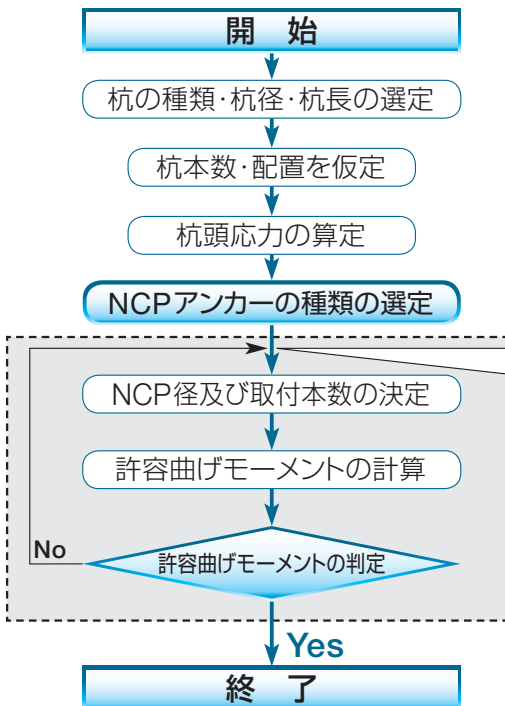 開 始
杭の種類・杭径・杭長の選定
杭本数・配置を仮定
杭頭応力の算定
NCPアンカーの種類の選定
NCP径及び取付本数の決定
許容曲げモーメントの計算
No
許容曲げモーメントの判定
Yes
終 了